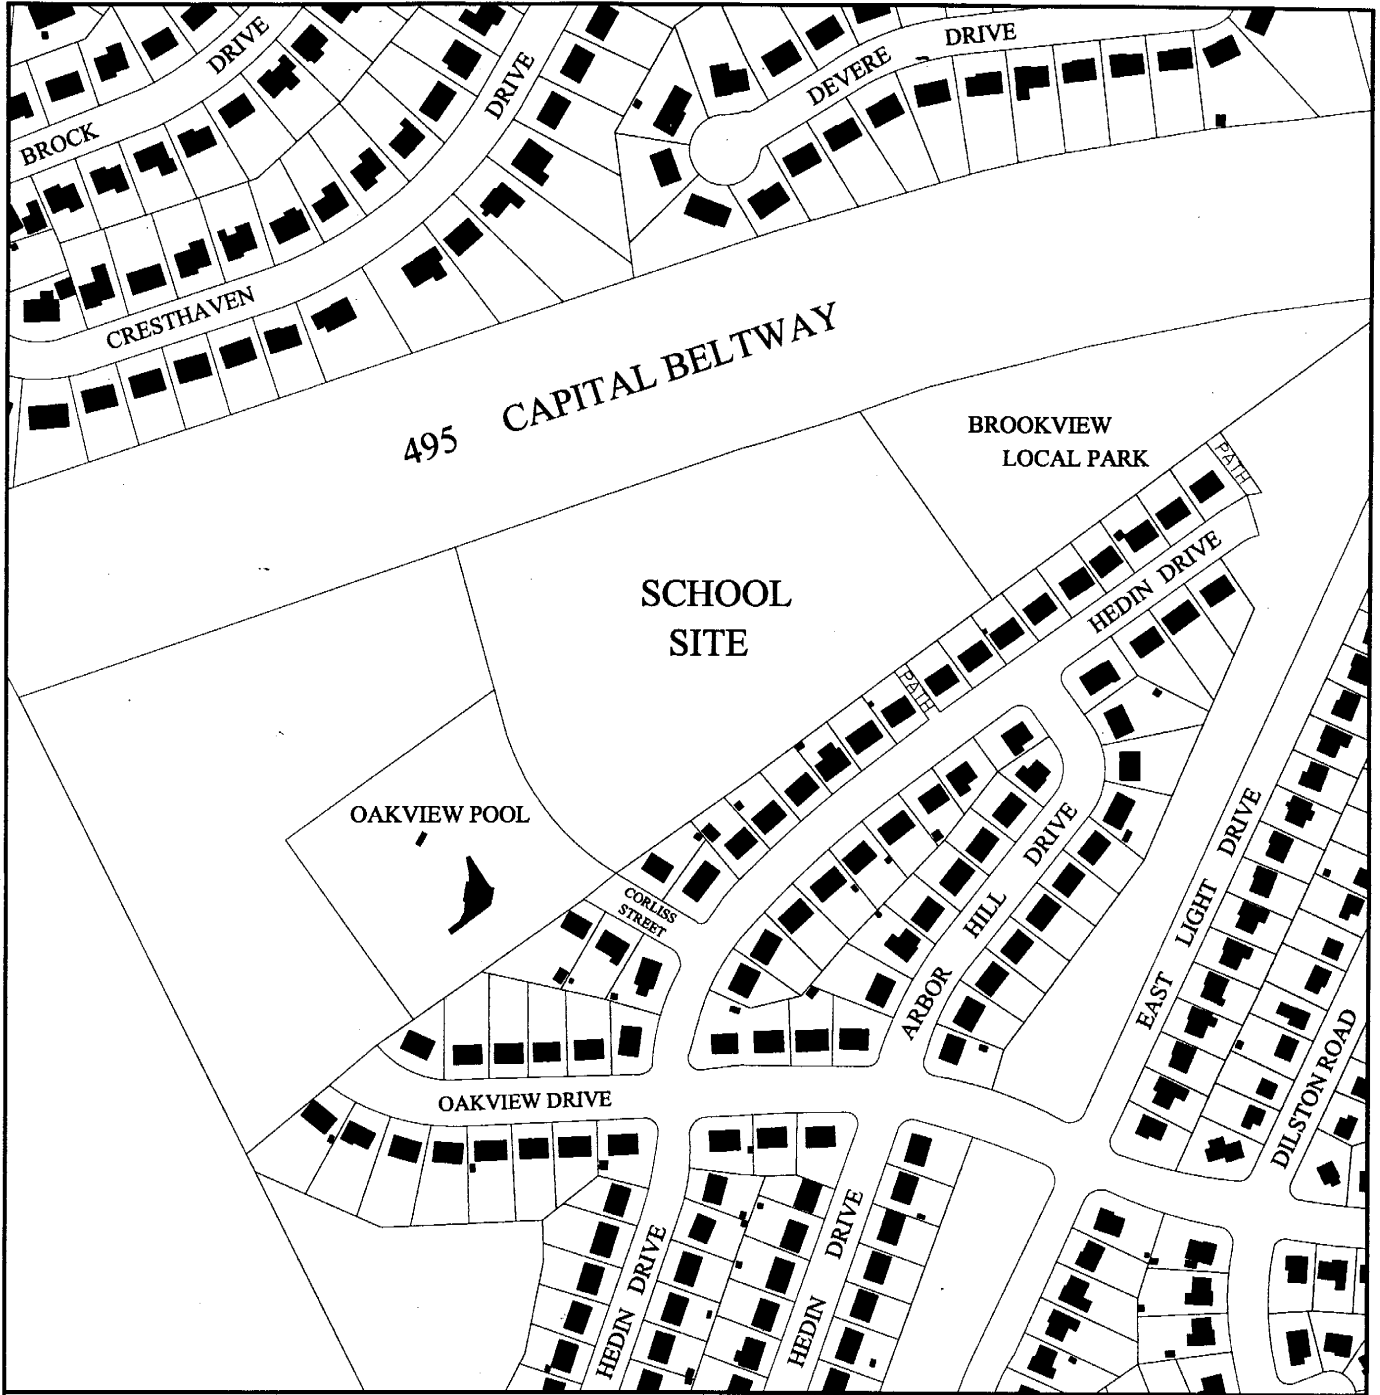 DRIVE
BROCK
DRIVE
DEVERE
DRIVE
CRESTHAVEN
495 CAPITAL BELTWAY
BROOKVIEW
LOCAL PARK
PATH
HEDIN DRIVE
SCHOOL
SITE
PATH
OAKVIEW POOL
CORLISS
STREET
ARBOR HILL DRIVE
EAST LIGHT DRIVE
DILSTON ROAD
OAKVIEW DRIVE
HEDIN DRIVE
HEDIN DRIVE